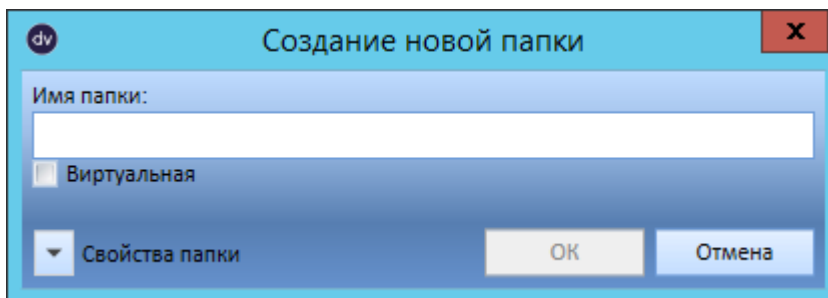 dv
Создание новой папки
x
Имя папки:
Виртуальная
Свойства папки
ОК
Отмена